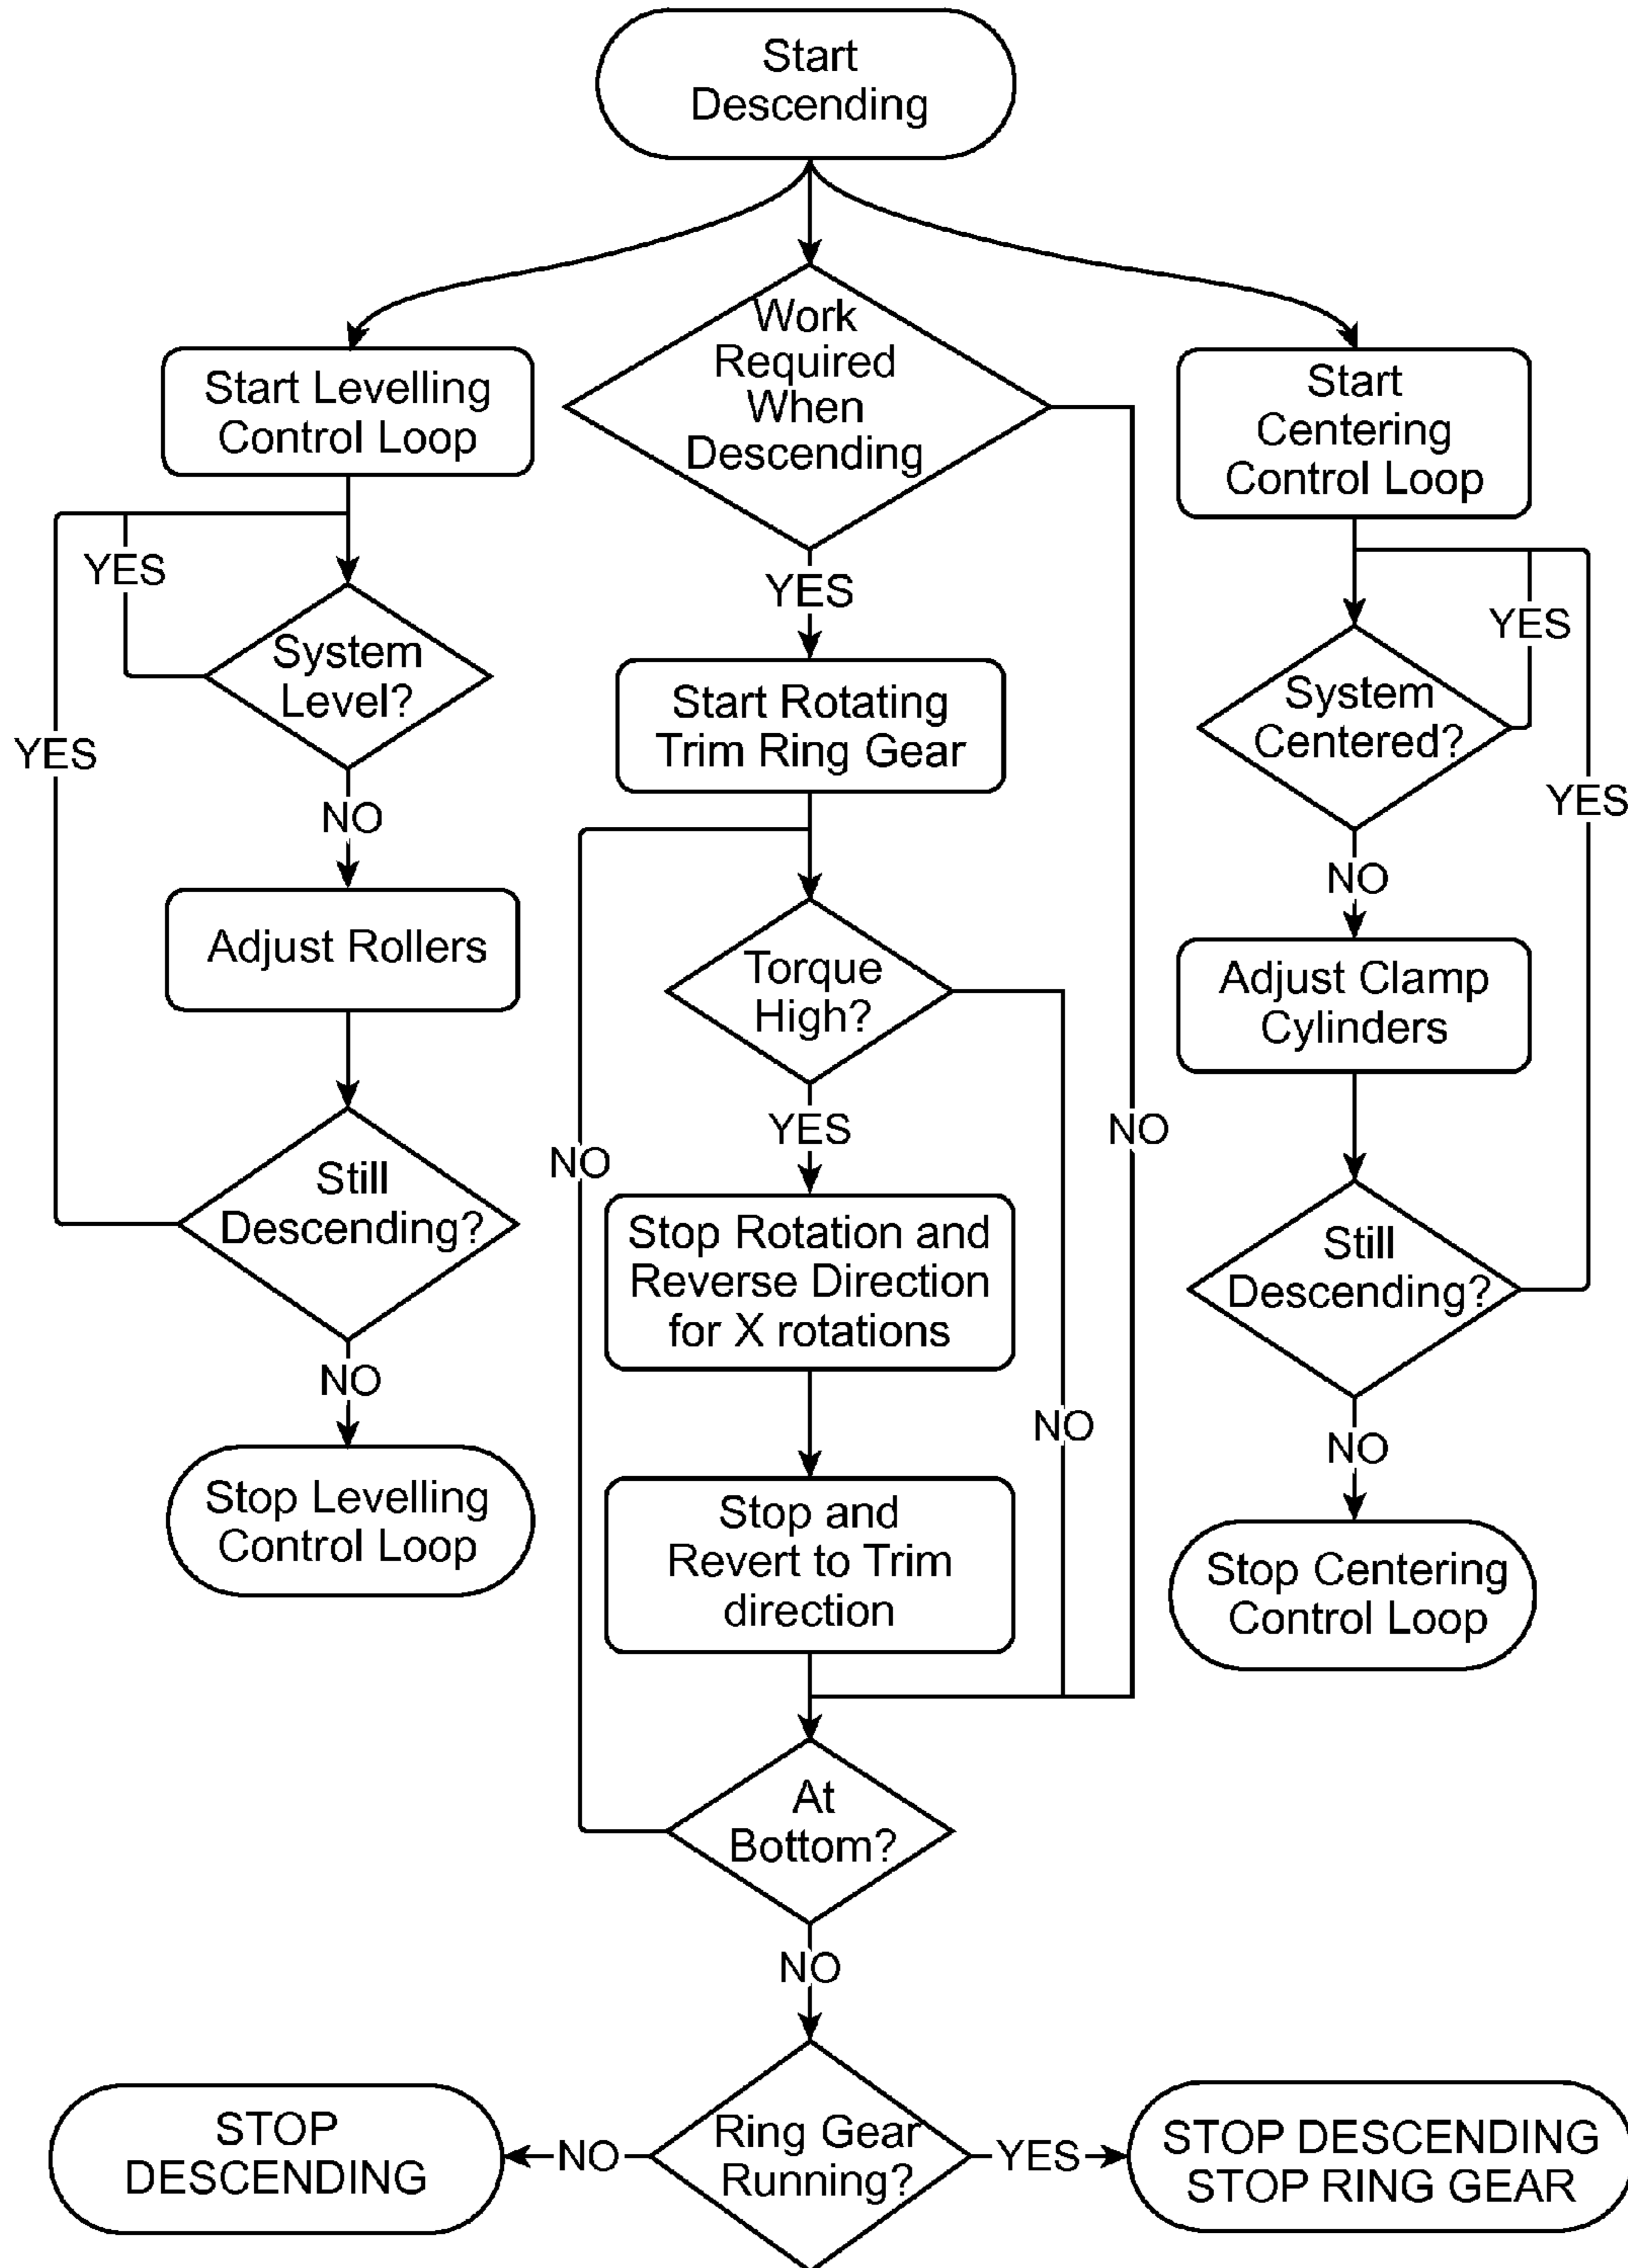 Start
Descending
Start Levelling
Control Loop
YES
System
Level?
YES
NO
Adjust Rollers
Still
Descending?
NO
Stop Levelling
Control Loop
Work
Required
When
Descending
YES
Start Rotating
Trim Ring Gear
Torque
High?
YES
NO
NO
Stop Rotation and
Reverse Direction
for X rotations
NO
Stop and
Revert to Trim
direction
At
Bottom?
NO
Ring Gear
Running?
NO
STOP
DESCENDING
YES
STOP DESCENDING
STOP RING GEAR
Start
Centering
Control Loop
YES
System
Centered?
YES
NO
Adjust Clamp
Cylinders
Still
Descending?
NO
Stop Centering
Control Loop